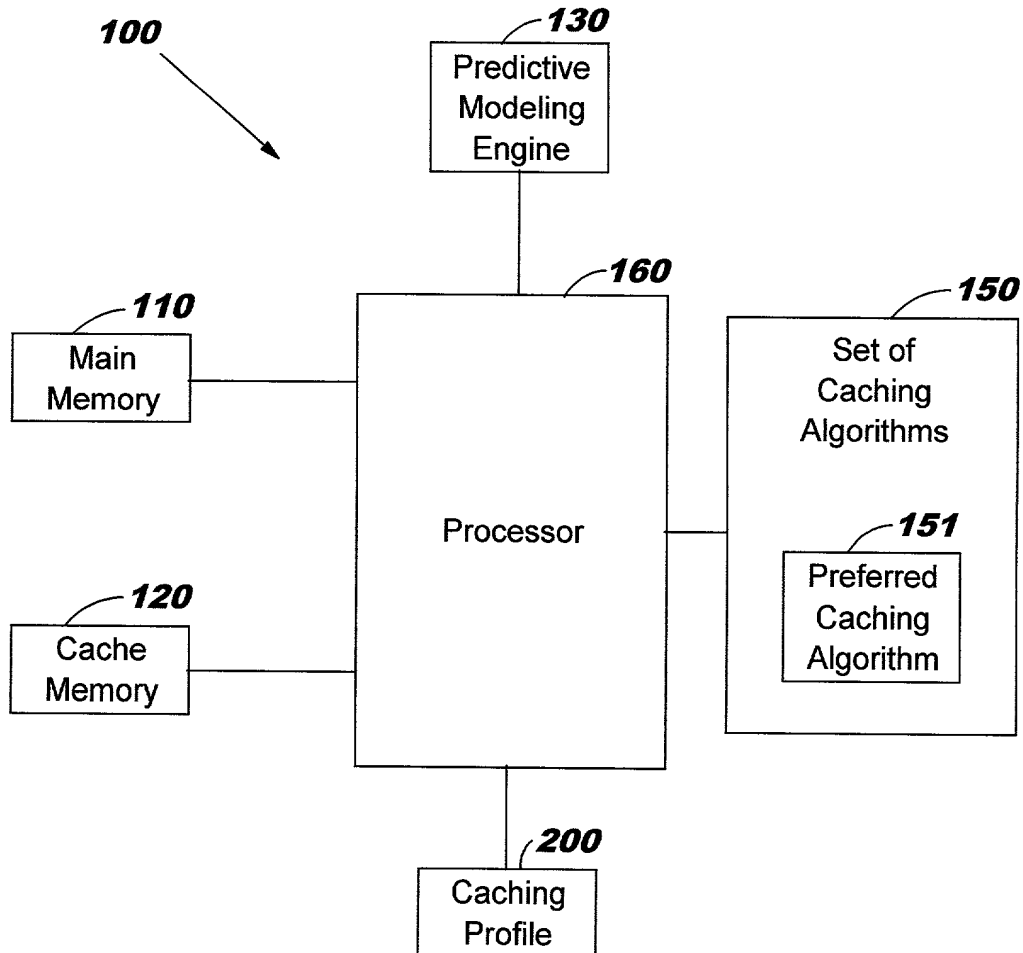 100
130
Predictive
Modeling
Engine
160
150
110
Main
Memory
Set of
Caching
Algorithms
Processor
151
Preferred
Caching
Algorithm
120
Cache
Memory
200
Caching
Profile